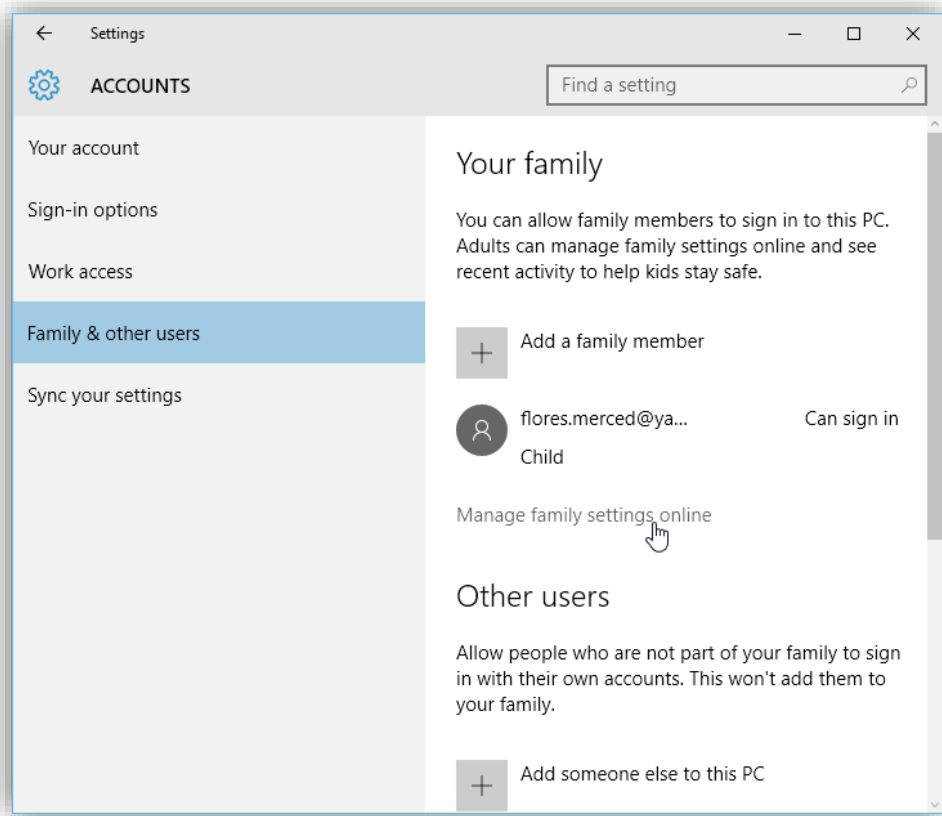 Settings
ACCOUNTS
Find a setting
Your account
Sign-in options
Work access
Family & other users
Sync your settings
Your family
You can allow family members to sign in to this PC.
Adults can manage family settings online and see
recent activity to help kids stay safe.
Add a family member
flores.merced@ya...
Can sign in
Child
Manage family settings online
Other users
Allow people who are not part of your family to sign
in with their own accounts. This won't add them to
your family.
Add someone else to this PC